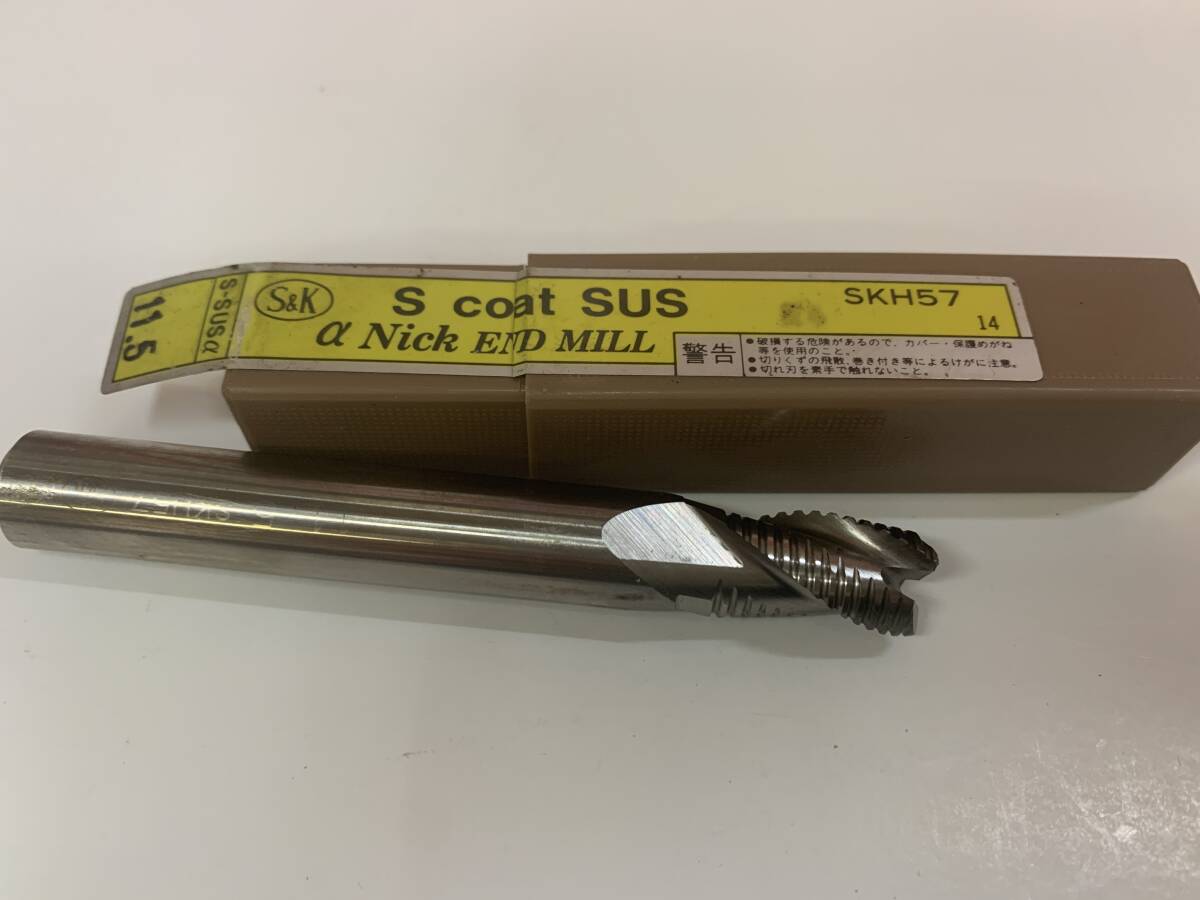 11.5
S-SUSα
S&K
S coat SUS
α Nick END MILL
SKH57
14
警告
●破損する危険があるので、カバー・保護めがね
等を使用のこと。
●切りくずの飛散、巻き付き等によるけがに注意。
●切れ刃を素手で触れないこと。